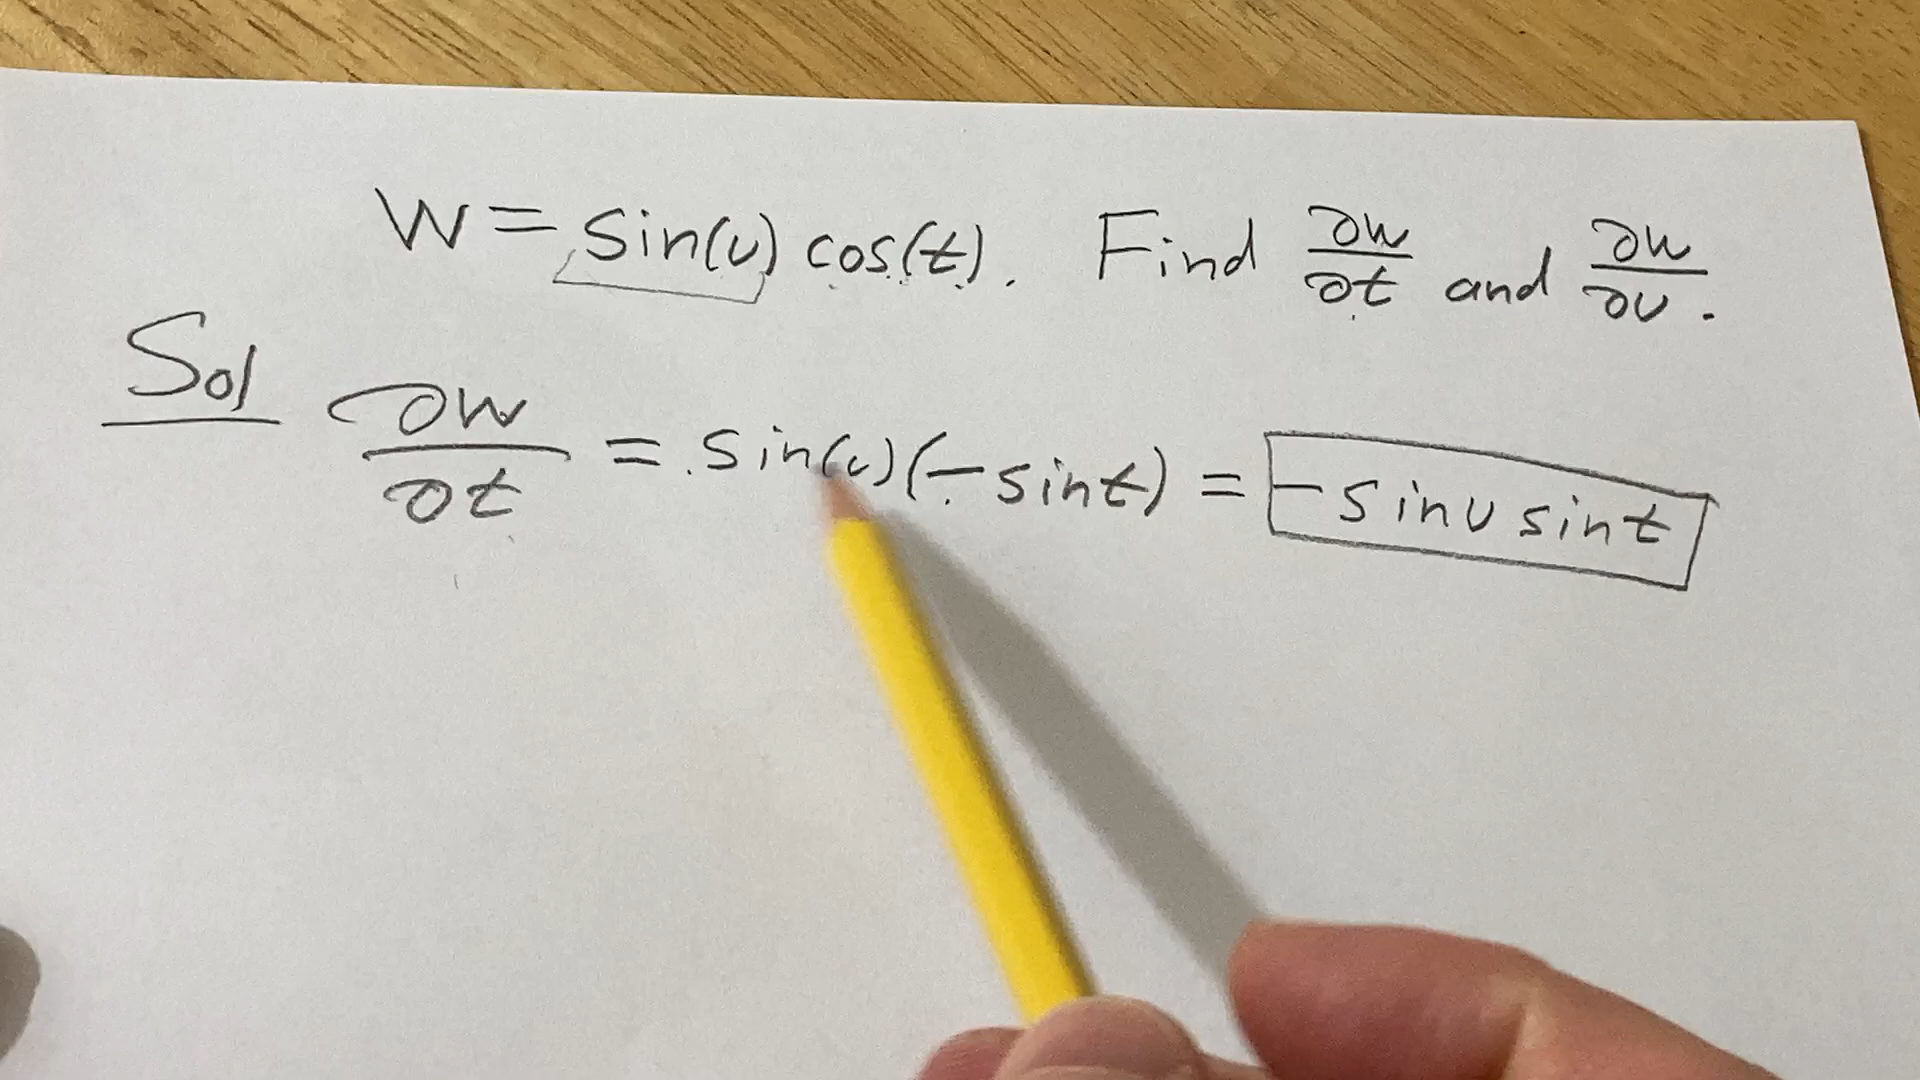 W = sin(v) cos(t). Find ∂w/∂t and ∂w/∂v.
Sol ∂w/∂t = sin(v)(-sint) = -sinv sint